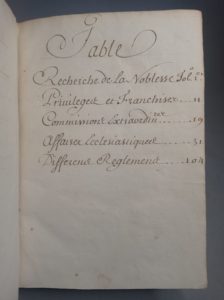 Table
Recherche de la Noblesse fol. 1er
Privileges et Franchises .... 11
Commissions Extraordin.res ..... 19
Affaires Ecclesiastiques ..... 51
Differens Reglemens .... 104